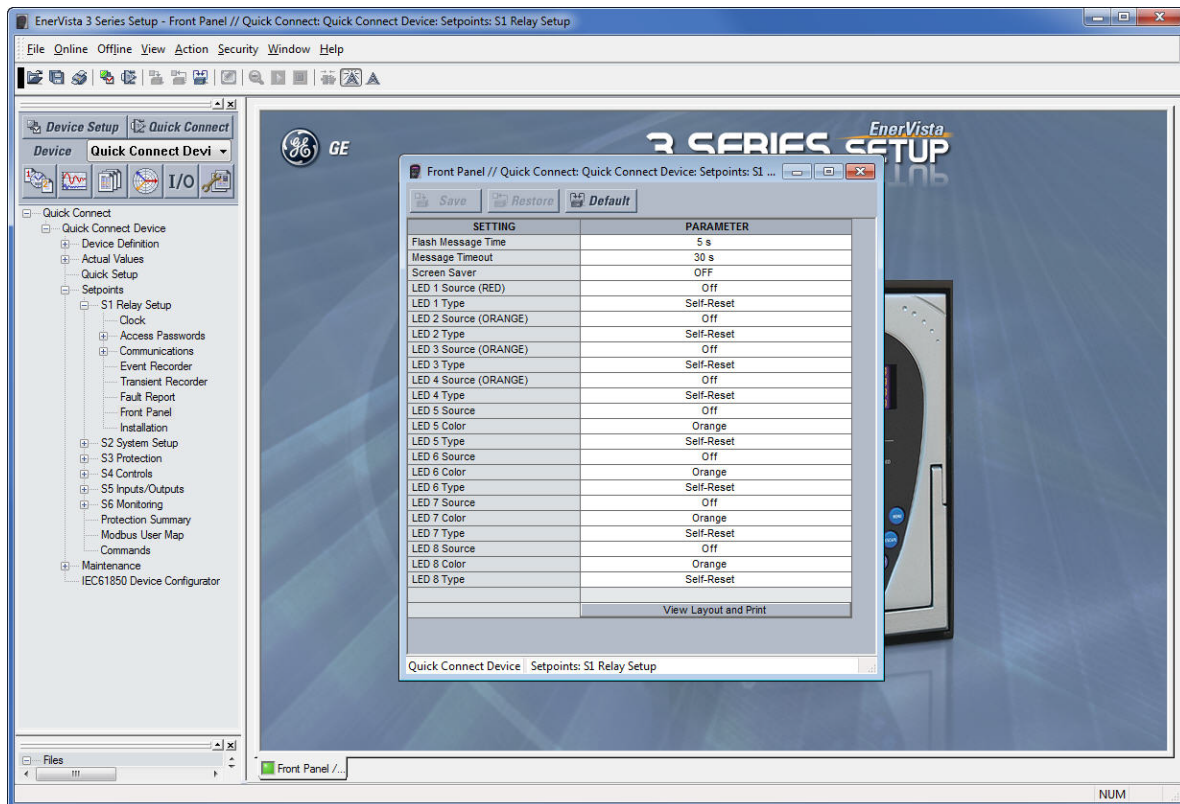 EnerVista 3 Series Setup - Front Panel // Quick Connect: Quick Connect Device: Setpoints: S1 Relay Setup
File Online Offline View Action Security Window Help
Device Setup Quick Connect
Device Quick Connect Devi
I/O
Quick Connect
Quick Connect Device
Device Definition
Actual Values
Quick Setup
Setpoints
S1 Relay Setup
Clock
Access Passwords
Communications
Event Recorder
Transient Recorder
Fault Report
Front Panel
Installation
S2 System Setup
S3 Protection
S4 Controls
S5 Inputs/Outputs
S6 Monitoring
Protection Summary
Modbus User Map
Commands
Maintenance
IEC61850 Device Configurator
Files
GE
EnerVista
3 SERIES SETUP
Front Panel // Quick Connect: Quick Connect Device: Setpoints: S1 ...
Save Restore Default
SETTING PARAMETER
Flash Message Time 5 s
Message Timeout 30 s
Screen Saver OFF
LED 1 Source (RED) Off
LED 1 Type Self-Reset
LED 2 Source (ORANGE) Off
LED 2 Type Self-Reset
LED 3 Source (ORANGE) Off
LED 3 Type Self-Reset
LED 4 Source (ORANGE) Off
LED 4 Type Self-Reset
LED 5 Source Off
LED 5 Color Orange
LED 5 Type Self-Reset
LED 6 Source Off
LED 6 Color Orange
LED 6 Type Self-Reset
LED 7 Source Off
LED 7 Color Orange
LED 7 Type Self-Reset
LED 8 Source Off
LED 8 Color Orange
LED 8 Type Self-Reset
View Layout and Print
Quick Connect Device Setpoints: S1 Relay Setup
Front Panel /...
NUM